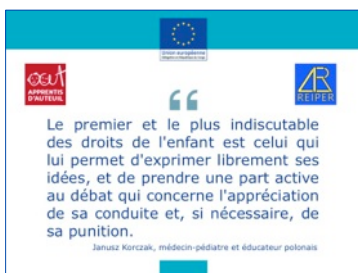 Union européenne
APPRENTIS
D'AUTEUIL
REIPER
“
Le premier et le plus indiscutable
des droits de l'enfant est celui qui
lui permet d'exprimer librement ses
idées, et de prendre une part active
au débat qui concerne l'appréciation
de sa conduite et, si nécessaire, de
sa punition.
Janusz Korczak, médecin-pédiatre et éducateur polonais